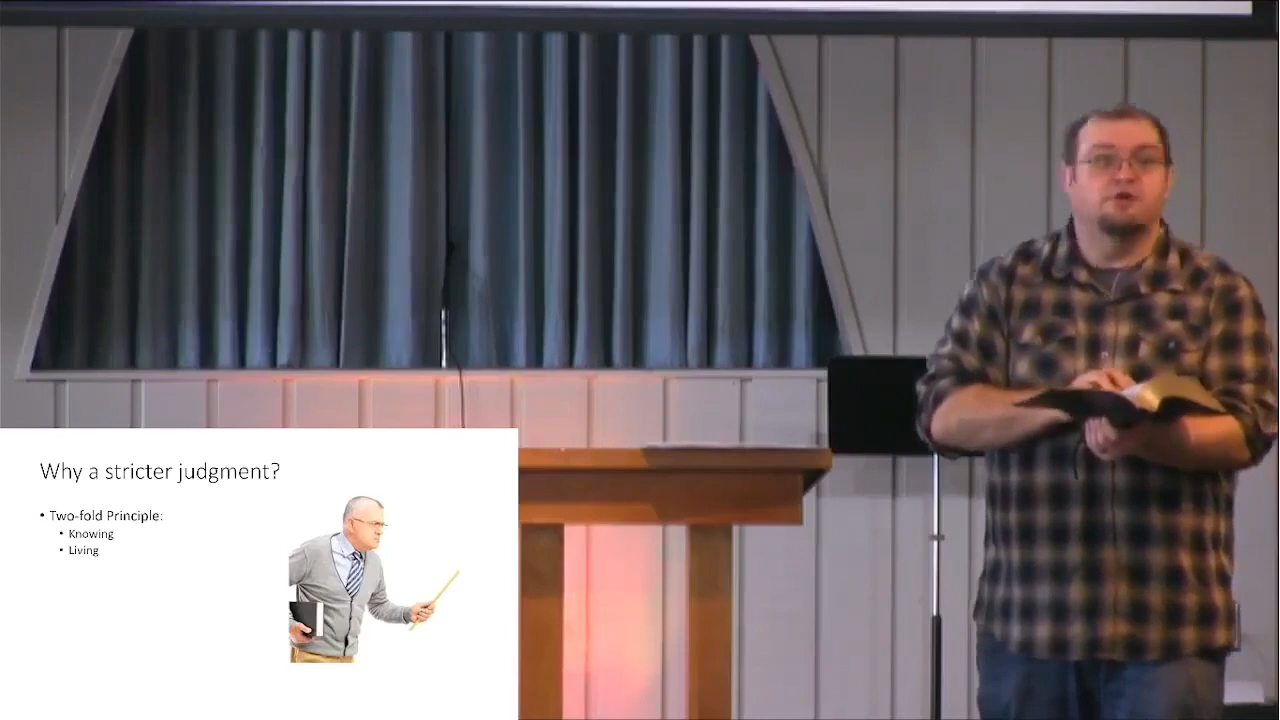 Why a stricter judgment?
• Two-fold Principle:
• Knowing
• Living